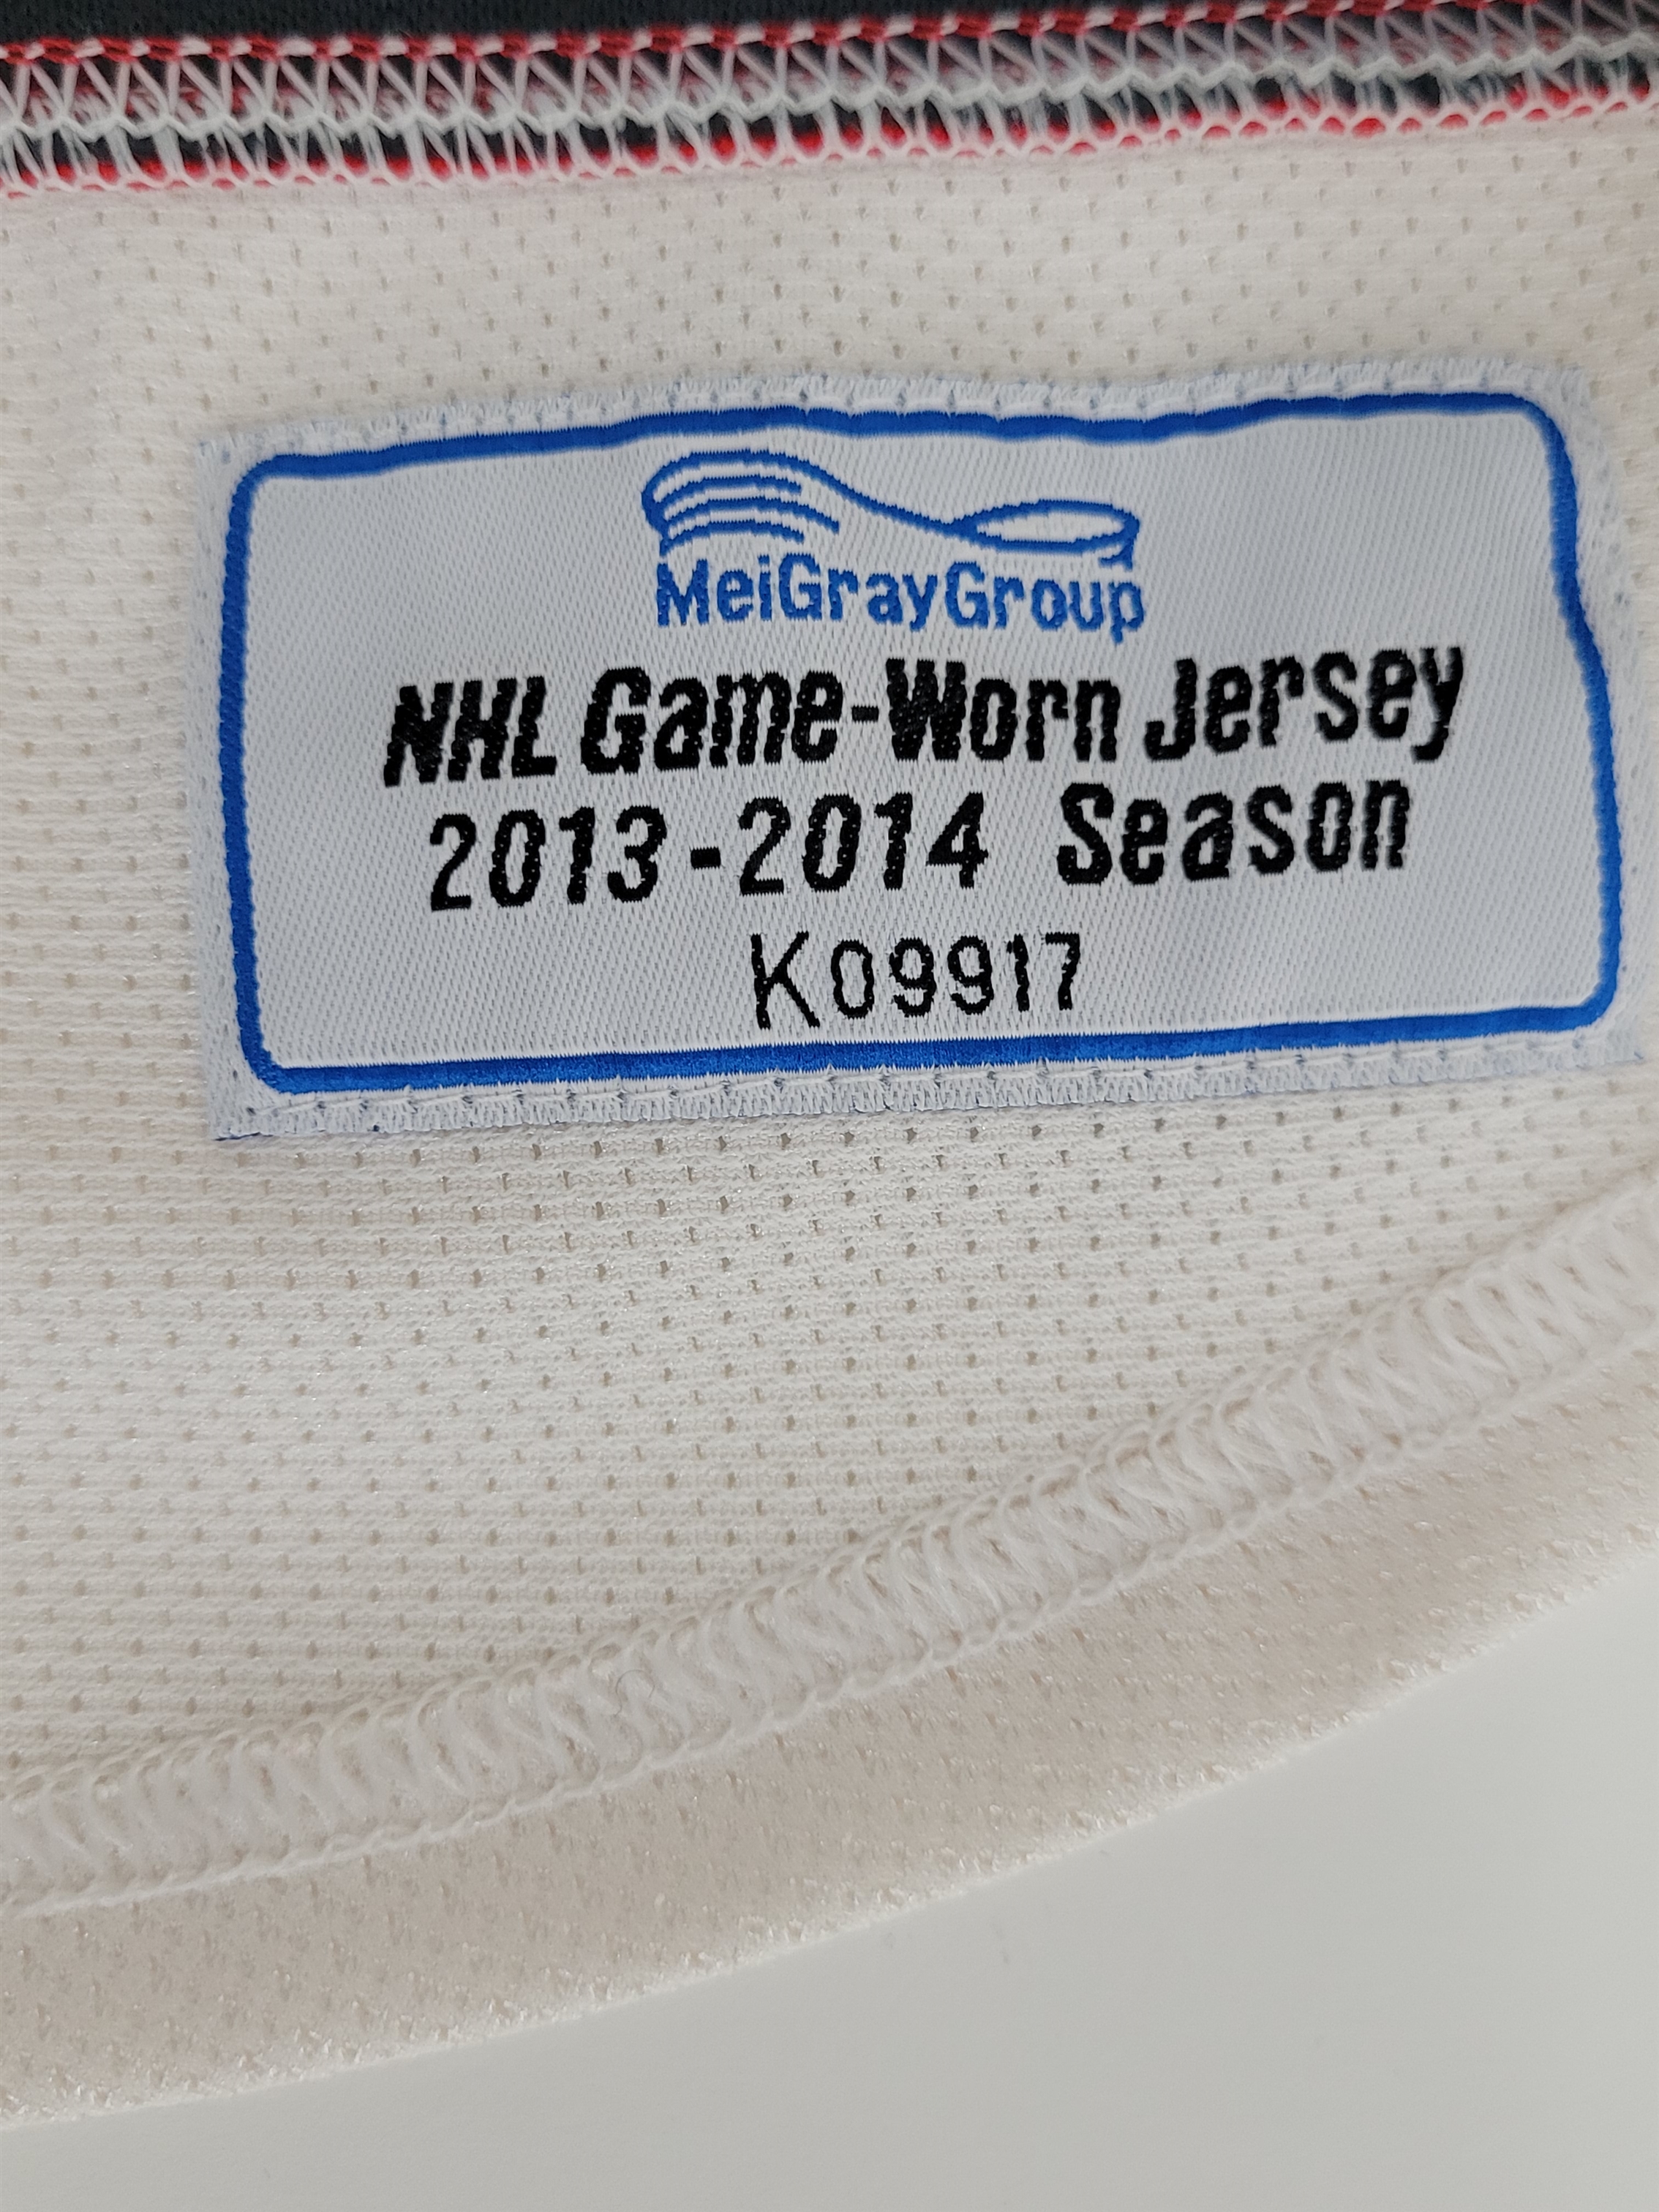 MeiGrayGroup
NHL Game-Worn Jersey
2013-2014 Season
K09917